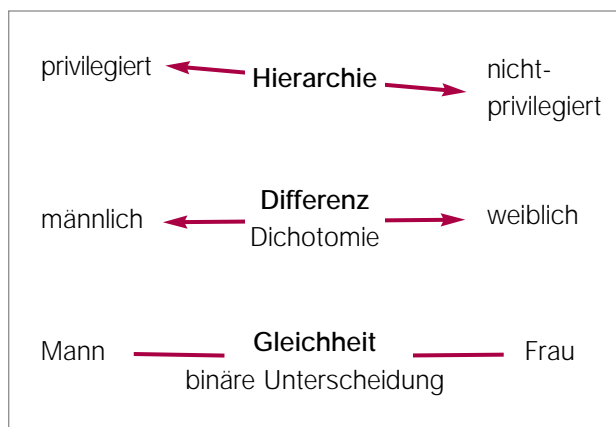 privilegiert Hierarchie nicht-
privilegiert
männlich Differenz weiblich
Dichotomie
Mann Gleichheit Frau
binäre Unterscheidung